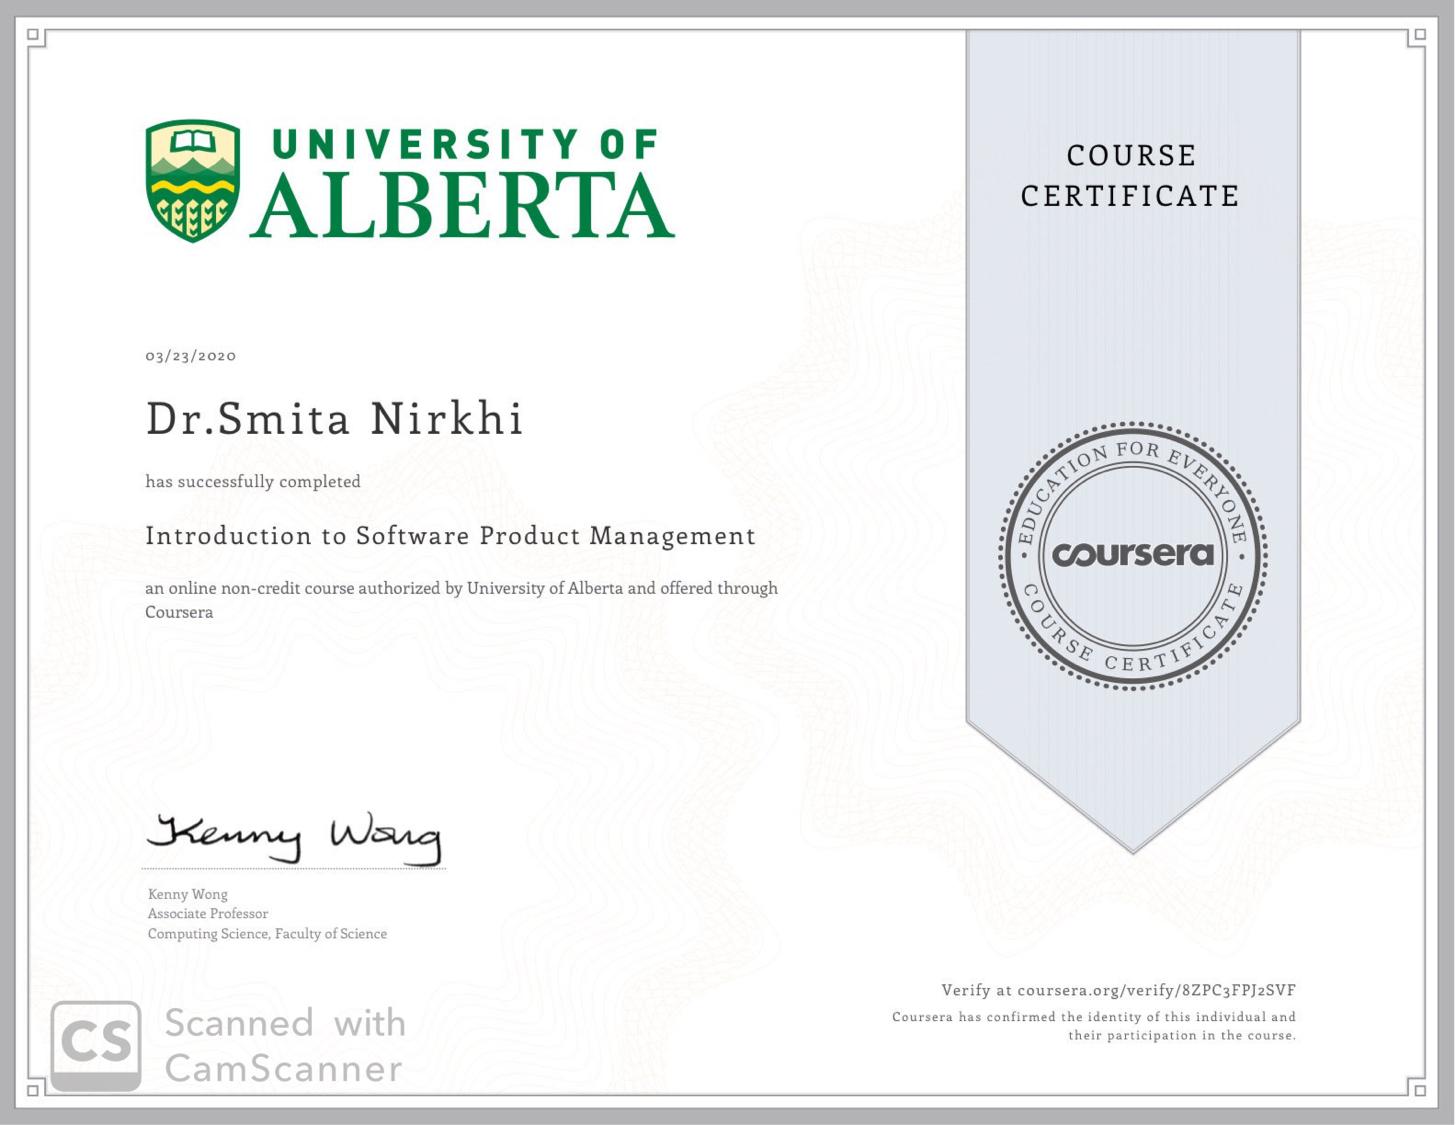 UNIVERSITY OF
ALBERTA
COURSE
CERTIFICATE
03/23/2020
Dr.Smita Nirkhi
has successfully completed
Introduction to Software Product Management
an online non-credit course authorized by University of Alberta and offered through
Coursera
EDUCATION FOR EVERYONE
coursera
COURSE CERTIFICATE
Kenny Wong
Kenny Wong
Associate Professor
Computing Science, Faculty of Science
Verify at coursera.org/verify/8ZPC3FPJ2SVF
Coursera has confirmed the identity of this individual and
their participation in the course.
CS
Scanned with
CamScanner